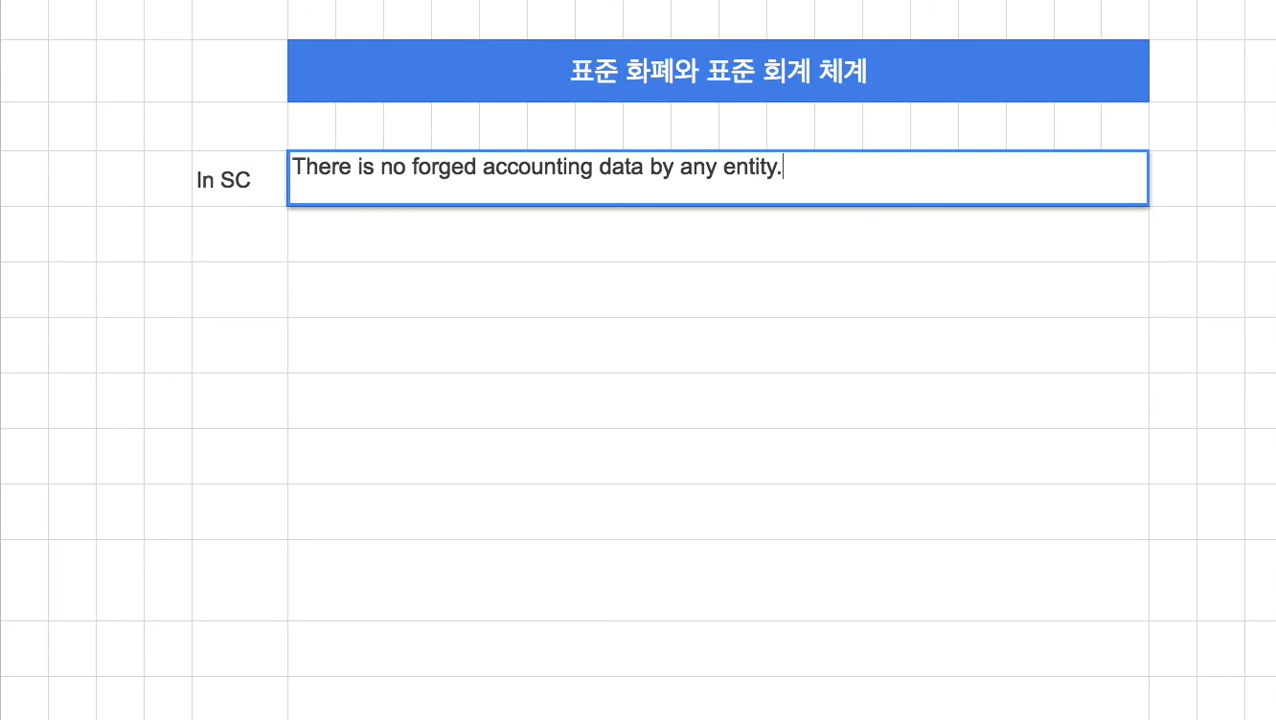 표준 화폐와 표준 회계 체계
In SC
There is no forged accounting data by any entity.